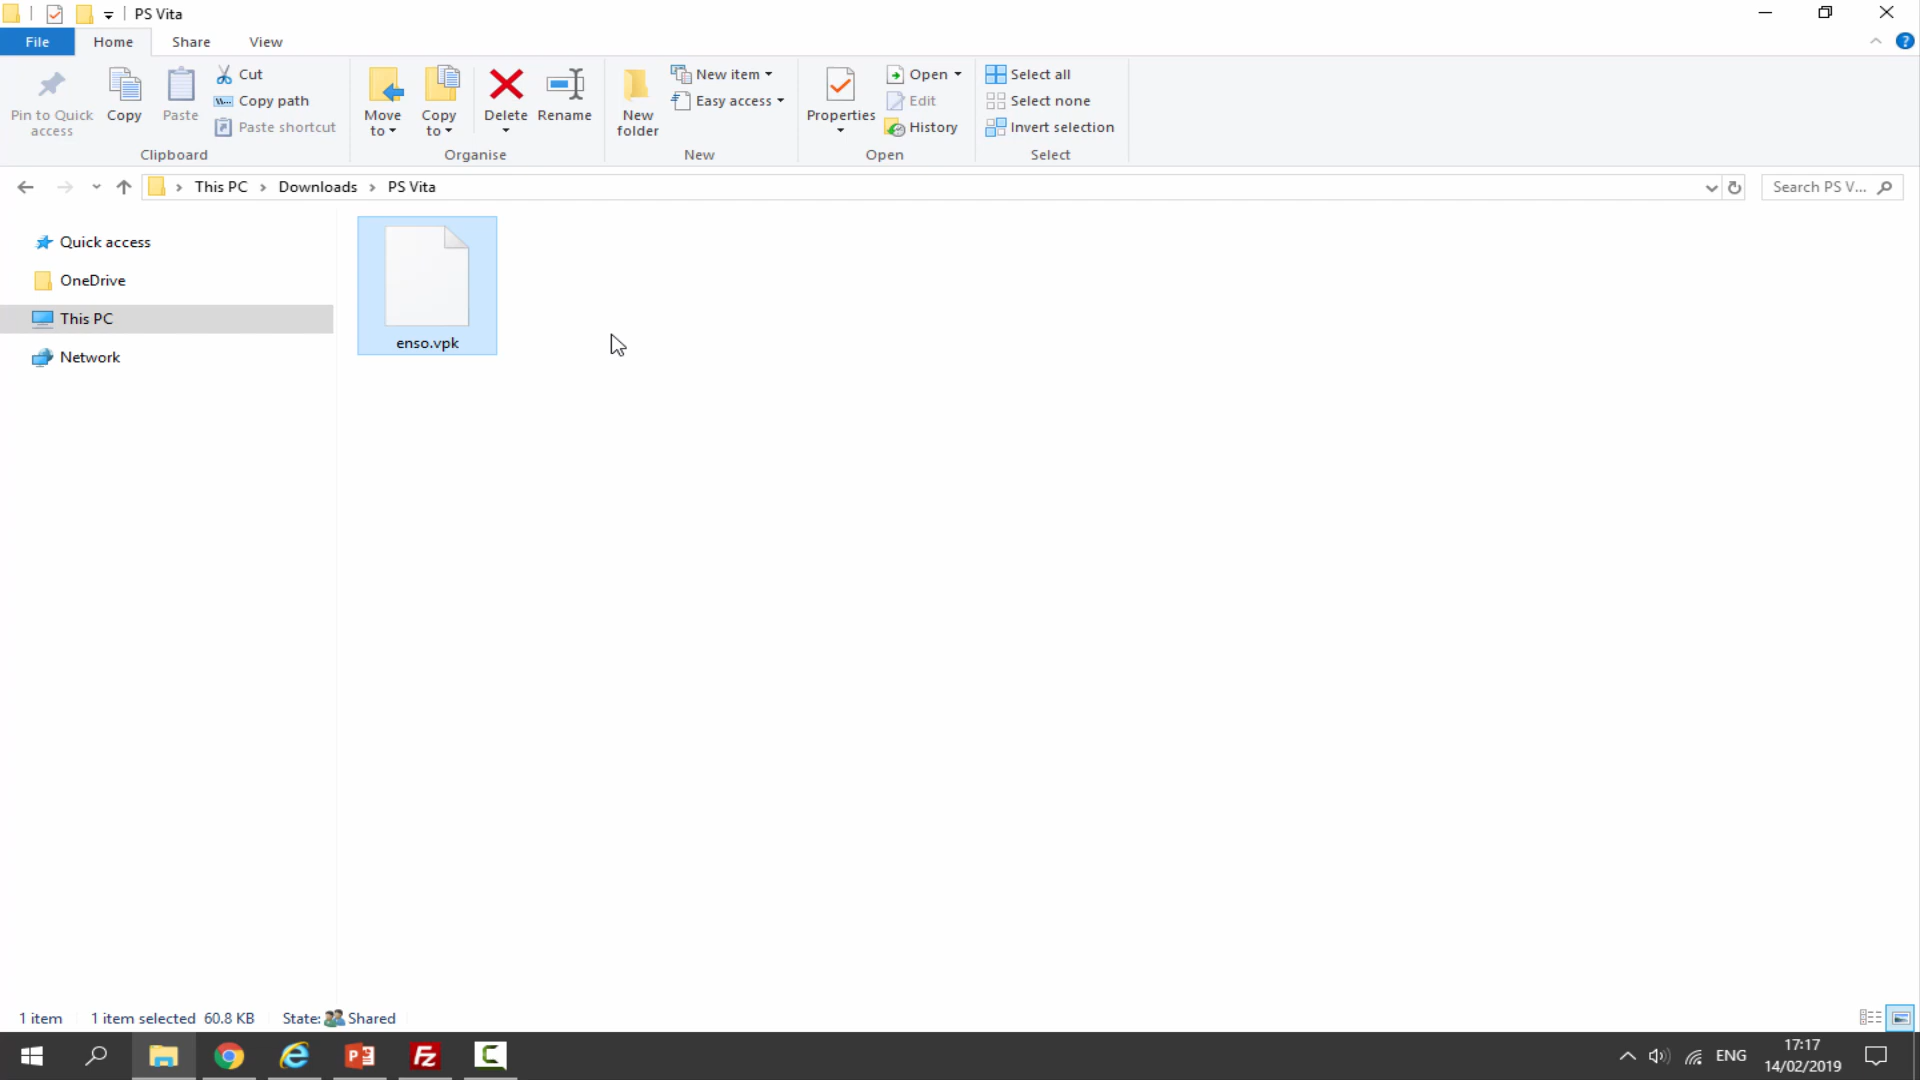 PS Vita
File Home Share View
Pin to Quick access
Copy
Paste
Cut
Copy path
Paste shortcut
Clipboard
Move to
Copy to
Delete
Rename
Organise
New folder
New item
Easy access
New
Properties
Open
Edit
History
Open
Select all
Select none
Invert selection
Select
This PC Downloads PS Vita
Search PS V...
Quick access
OneDrive
This PC
Network
enso.vpk
1 item 1 item selected 60.8 KB State: Shared
ENG
17:17
14/02/2019